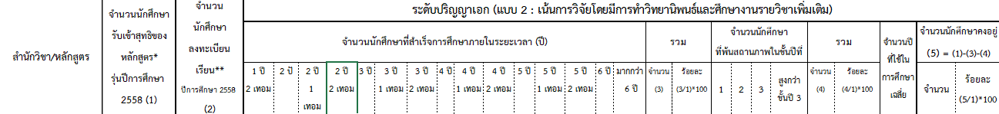 ระดับปริญญาเอก (แบบ 2 : เน้นการวิจัยโดยมีการทำวิทยานิพนธ์และศึกษางานรายวิชาเพิ่มเติม)
สำนักวิชา/หลักสูตร
จำนวนนักศึกษา
รับเข้าสุทธิของ
หลักสูตร*
รุ่นปีการศึกษา
2558 (1)
จำนวน
นักศึกษา
ลงทะเบียน
เรียน**
ปีการศึกษา 2558
(2)
จำนวนนักศึกษาที่สำเร็จการศึกษาภายในระยะเวลา (ปี)
1 ปี
2 เทอม
2 ปี
2 ปี
1
เทอม
2 ปี
2 เทอม
3 ปี
3 ปี
1 เทอม
3 ปี
2 เทอม
4 ปี
4 ปี
1 เทอม
4 ปี
2 เทอม
5 ปี
5 ปี
1 เทอม
5 ปี
2 เทอม
6 ปี
มากกว่า
6 ปี
รวม
จำนวน
(3)
ร้อยละ
(3/1)*100
จำนวนนักศึกษา
ที่พ้นสถานภาพในชั้นปีที่
1
2
3
สูงกว่า
ชั้นปี 3
รวม
จำนวน
(4)
ร้อยละ
(4/1)*100
จำนวนปี
ที่ใช้ใน
การศึกษา
เฉลี่ย
จำนวนนักศึกษาคงอยู่
(5) = (1)-(3)-(4)
จำนวน
ร้อยละ
(5/1)*100